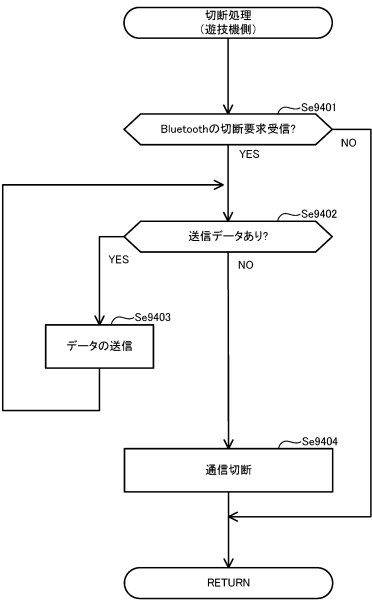 切断処理
（遊技機側）
Se9401
Bluetoothの切断要求受信?
NO
YES
Se9402
送信データあり?
YES
NO
Se9403
データの送信
Se9404
通信切断
RETURN